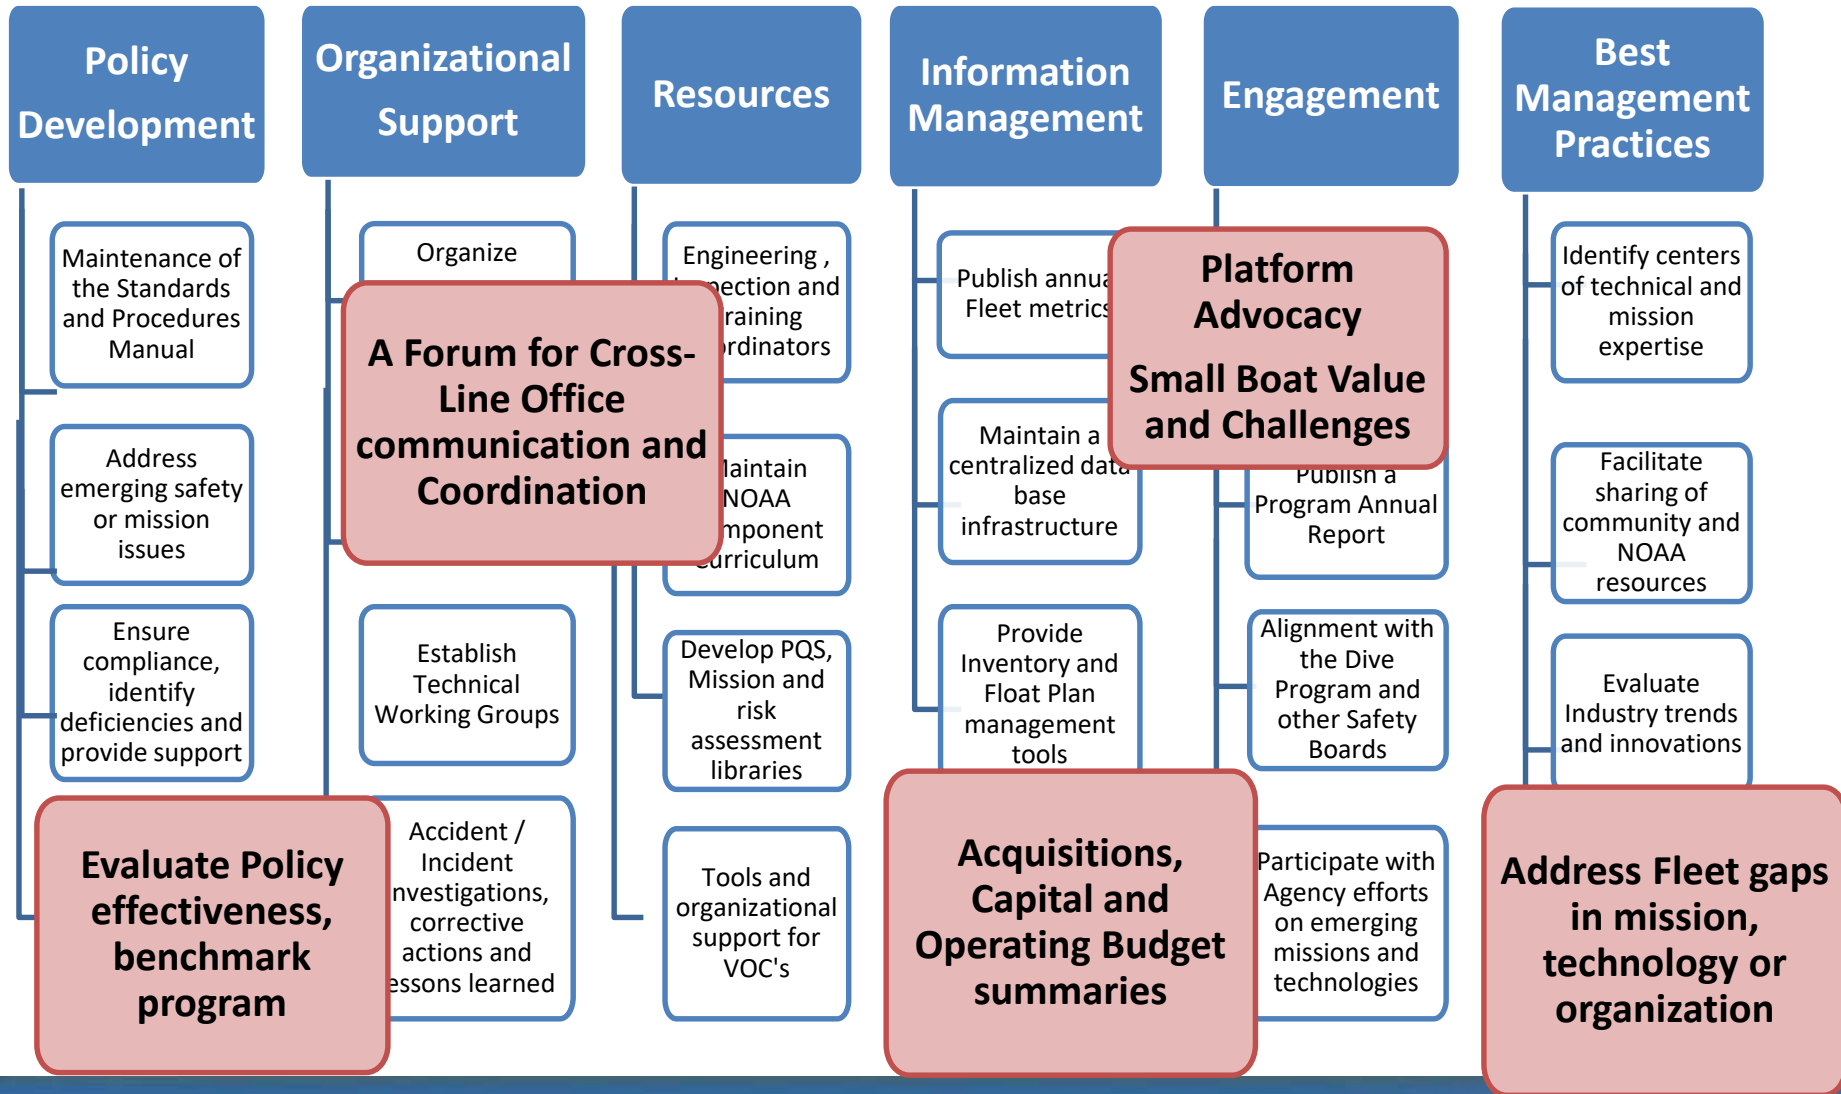 Policy
Development
Maintenance of
the Standards
and Procedures
Manual
Address
emerging safety
or mission
issues
Ensure
compliance,
identify
deficiencies and
provide support
Evaluate Policy
effectiveness,
benchmark
program
Organizational
Support
Organize
A Forum for Cross-
Line Office
communication and
Coordination
Establish
Technical
Working Groups
Accident /
Incident
nvestigations,
corrective
actions and
essons learned
Resources
Engineering ,
pection and
raining
rdinators
Maintain
NOAA
mponent
urriculum
Develop PQS,
Mission and
risk
assessment
libraries
Tools and
organizational
support for
VOC's
Information
Management
Publish annua
Fleet metrics
Maintain a
centralized data
base
infrastructure
Provide
Inventory and
Float Plan
management
tools
Acquisitions,
Capital and
Operating Budget
summaries
Engagement
Platform
Advocacy
Small Boat Value
and Challenges
Publish a
Program Annual
Report
Alignment with
the Dive
Program and
other Safety
Boards
Participate with
Agency efforts
on emerging
missions and
technologies
Best
Management
Practices
Identify centers
of technical and
mission
expertise
Facilitate
sharing of
community and
NOAA
resources
Evaluate
Industry trends
and innovations
Address Fleet gaps
in mission,
technology or
organization